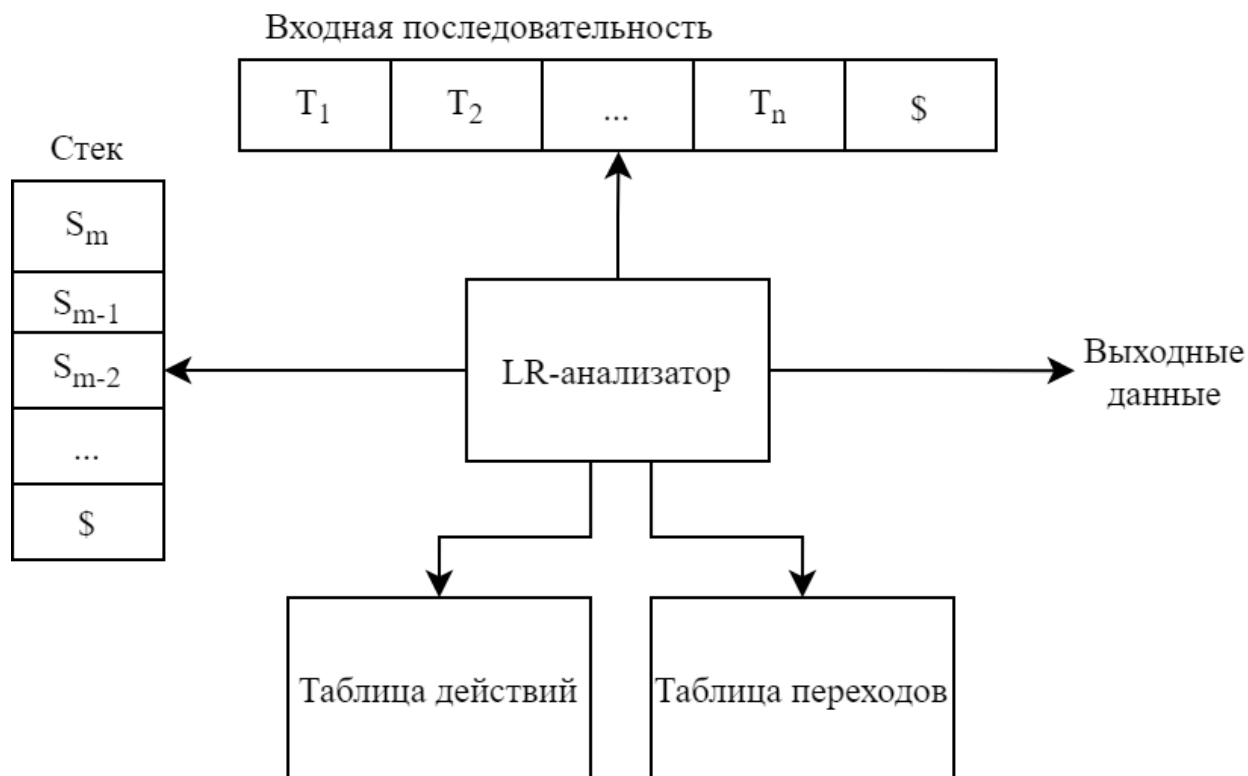 Входная последовательность
T₁ T₂ ... Tₙ $
Стек
Sₘ
Sₘ₋₁
Sₘ₋₂
...
$
LR-анализатор
Выходные
данные
Таблица действий
Таблица переходов